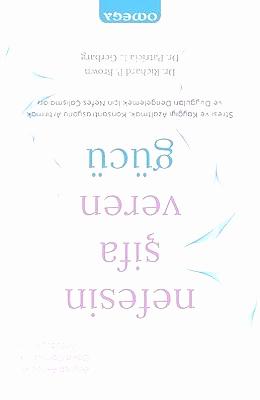 nefesin
şifa
veren
gücü
Stresi ve Kaygıyı Azaltmak, Konsantrasyonu Artırmak
ve Duyguları Dengelemek İçin Nefes Çalışması
Dr. Richard P. Brown
Dr. Patricia L. Gerbarg
omega